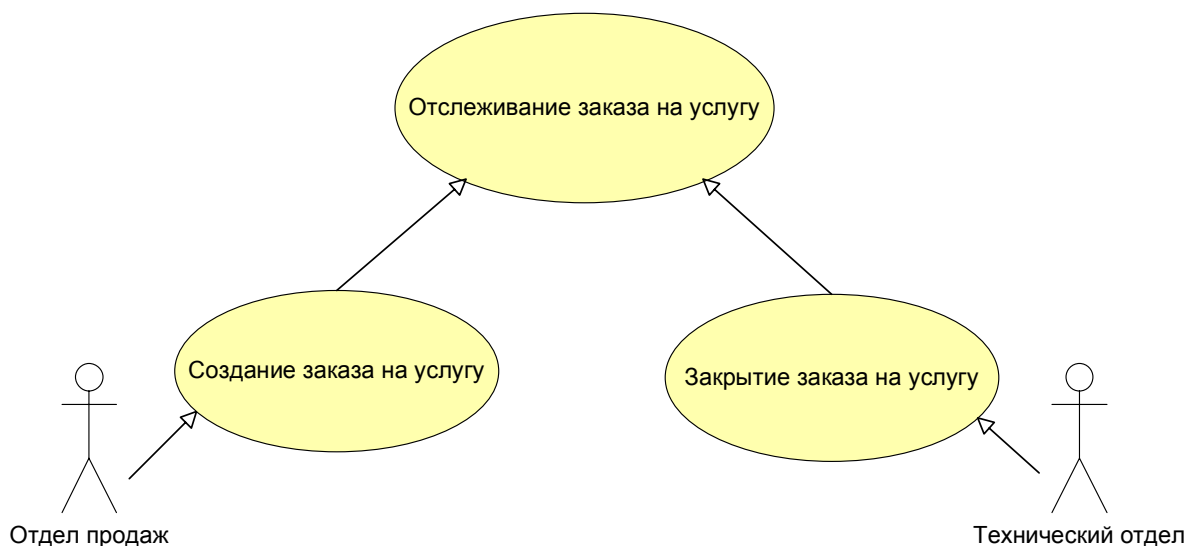 Отслеживание заказа на услугу
Создание заказа на услугу
Закрытие заказа на услугу
Отдел продаж
Технический отдел